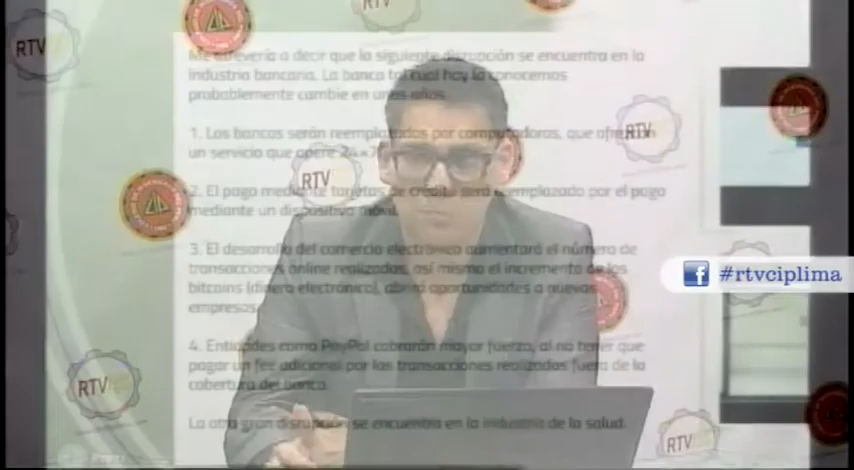 RTV
RTV
Me atrevería a decir que la siguiente disrupción se encuentra en la
industria bancaria. La banca tal cual hoy la conocemos
probablemente cambie en unos años.
1. Los bancos serán reemplazados por computadoras, que
RTV
un servicio que opere 24x7
RTV
2. El pago mediante tarjetas de crédito será reemplazado por el pago
mediante un dispositivo móvil.
3. El desarrollo del comercio electrónico aumentará el número de
transacciones online realizadas, así mismo el incremento de los
bitcoins (dinero electrónico), abrirá oportunidades a nuevas
empresas.
#rtvciplima
4. Entidades como PayPal cobrarán mayor fuerza, al no tener que
pagar un fee adicional por las transacciones realizadas fuera de la
cobertura del banco.
RTV
La otra gran disrupción se encuentra en la industria de la salud.
RTV